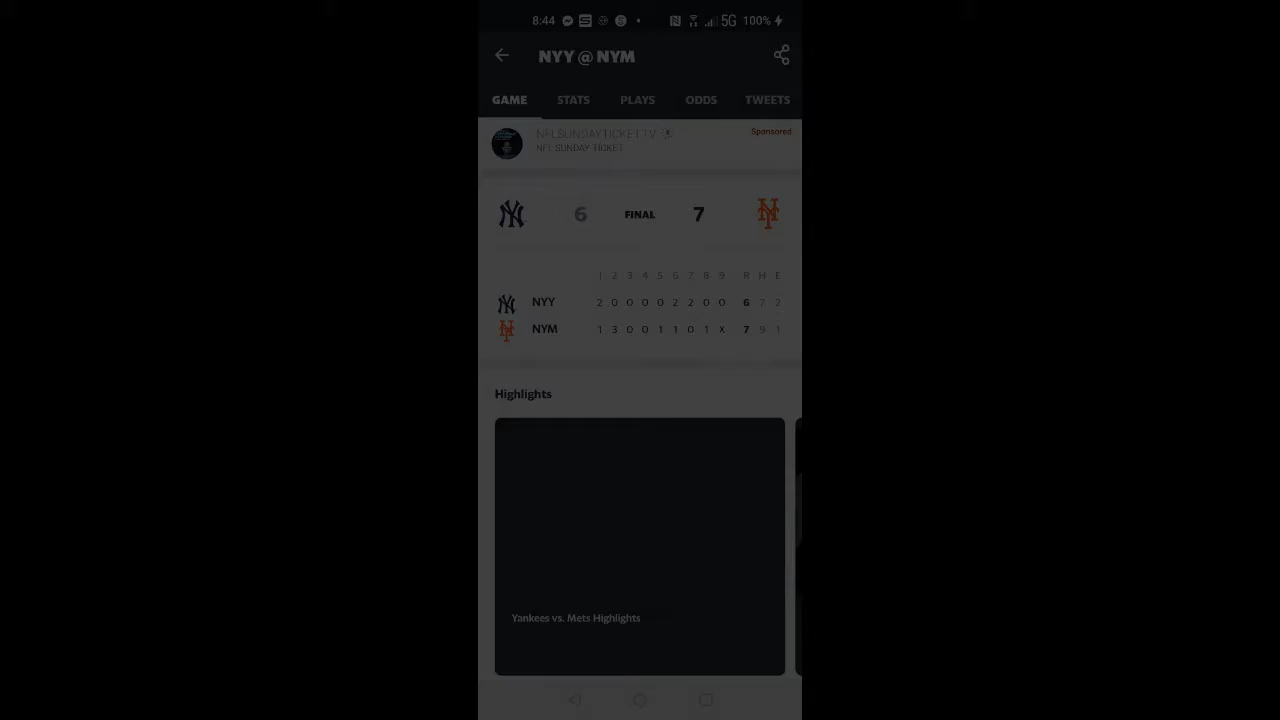 8:44 5G 100%
NYY @ NYM
GAME STATS PLAYS ODDS TWEETS
NFLSUNDAYTICKET.TV
Sponsored
NFL SUNDAY TICKET
6 FINAL 7
1 2 3 4 5 6 7 8 9 R H E
NYY 2 0 0 0 0 2 2 0 0 6 7 2
NYM 1 3 0 0 1 1 0 1 X 7 9 1
Highlights
Yankees vs. Mets Highlights